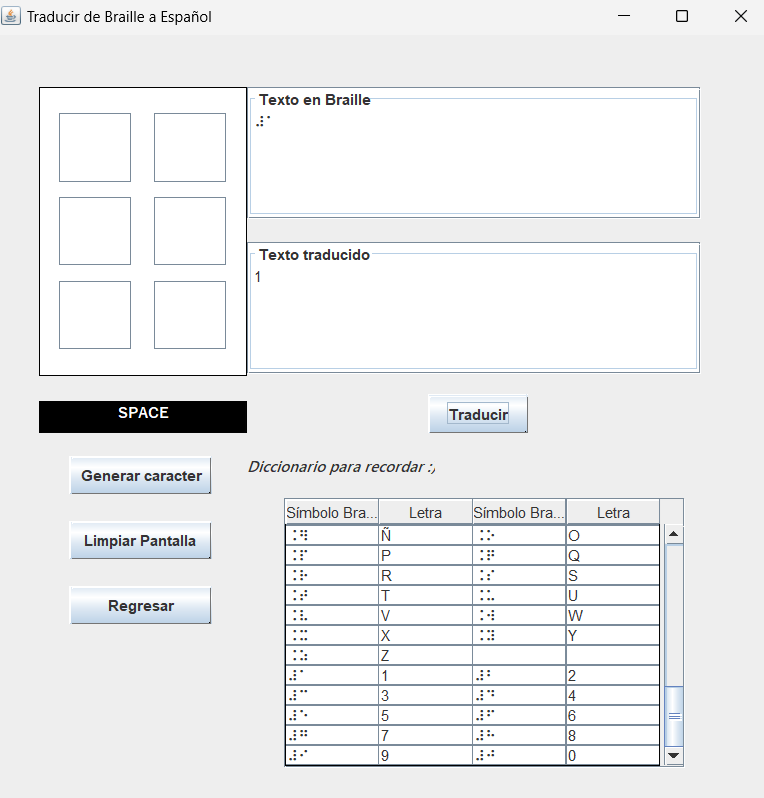 Traducir de Braille a Español
Texto en Braille
⠼⠁
Texto traducido
1
SPACE
Traducir
Generar caracter
Limpiar Pantalla
Regresar
Diccionario para recordar :)
Símbolo Bra... Letra Símbolo Bra... Letra
⠨⠻ Ñ ⠨⠕ O
⠨⠏ P ⠨⠟ Q
⠨⠗ R ⠨⠎ S
⠨⠞ T ⠨⠥ U
⠨⠧ V ⠨⠺ W
⠨⠭ X ⠨⠽ Y
⠨⠵ Z
⠼⠁ 1 ⠼⠃ 2
⠼⠉ 3 ⠼⠙ 4
⠼⠑ 5 ⠼⠋ 6
⠼⠛ 7 ⠼⠓ 8
⠼⠊ 9 ⠼⠚ 0